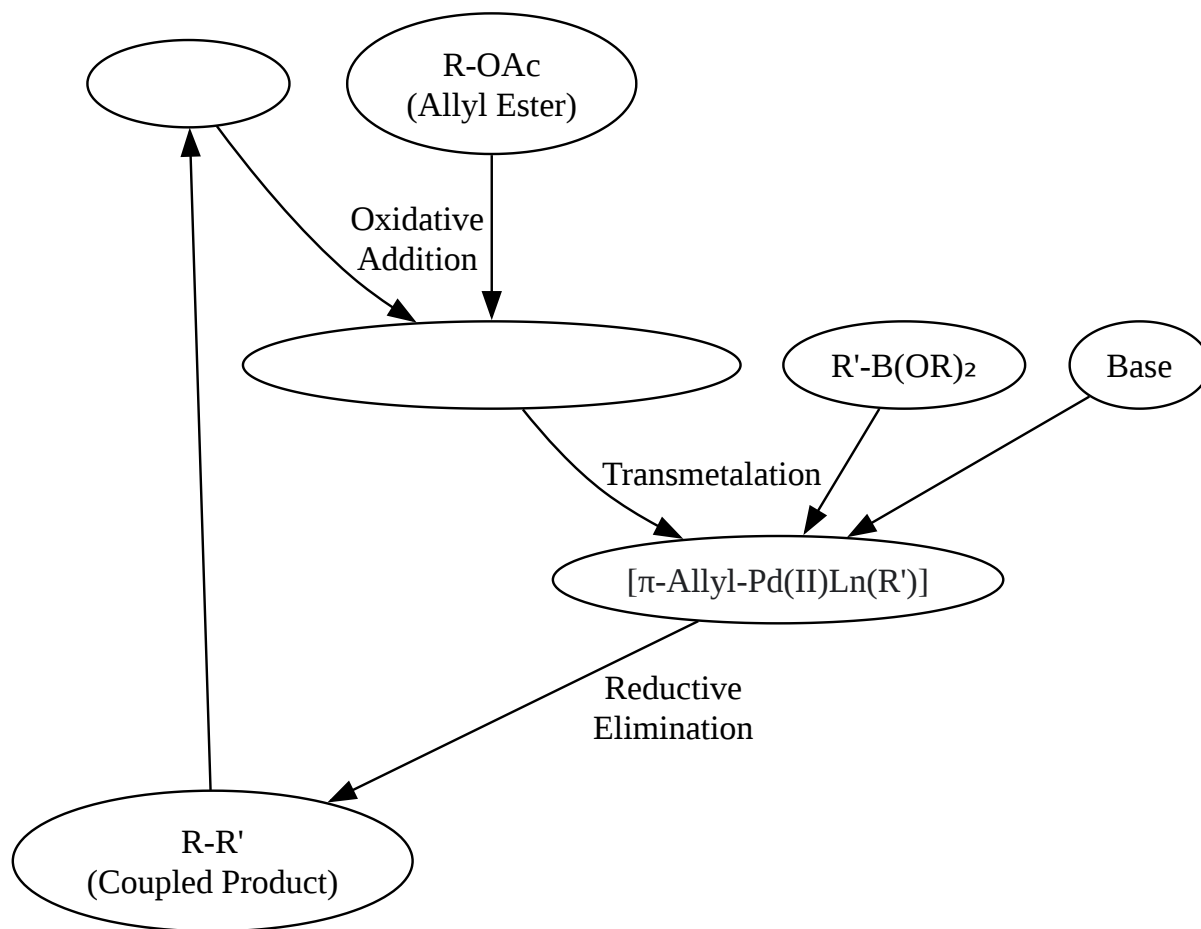 R-OAc
(Allyl Ester)
Oxidative
Addition
R'-B(OR)₂
Base
Transmetalation
[π-Allyl-Pd(II)Ln(R')]
Reductive
Elimination
R-R'
(Coupled Product)